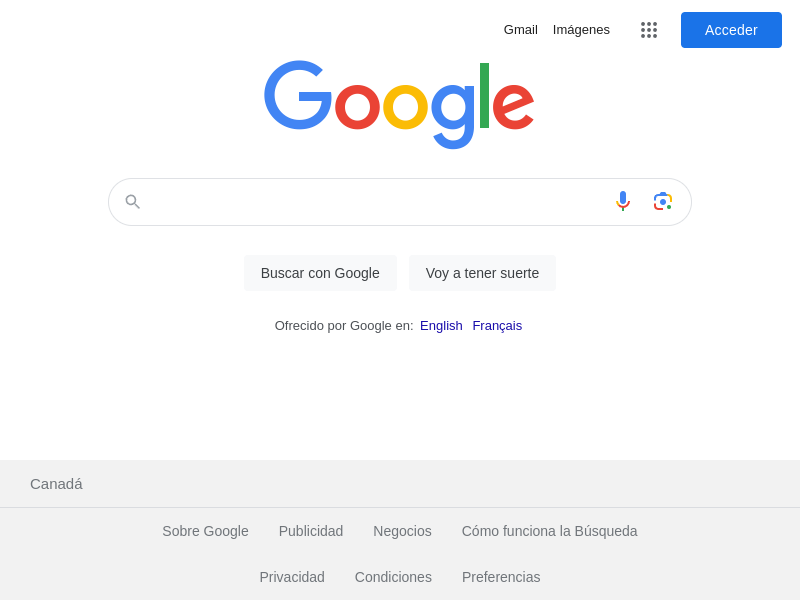 Gmail Imágenes Acceder
Google
Buscar con Google Voy a tener suerte
Ofrecido por Google en: English Français
Canadá
Sobre Google Publicidad Negocios Cómo funciona la Búsqueda
Privacidad Condiciones Preferencias